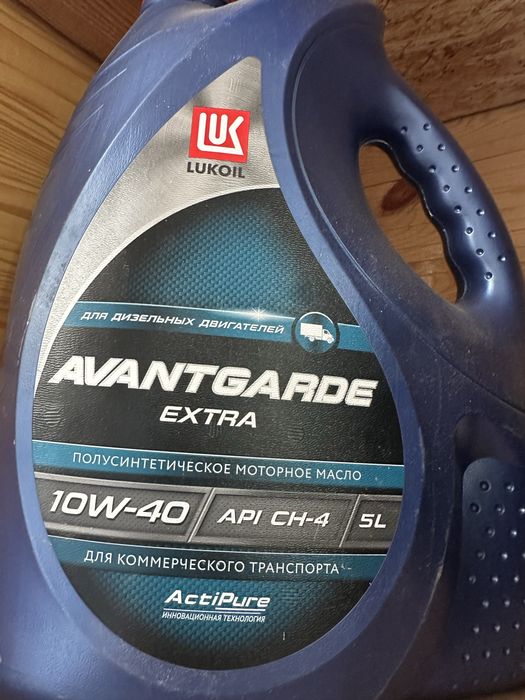 LUK
LUKOIL
ДЛЯ ДИЗЕЛЬНЫХ ДВИГАТЕЛЕЙ
AVANTGARDE
EXTRA
ПОЛУСИНТЕТИЧЕСКОЕ МОТОРНОЕ МАСЛО
10W-40 API CH-4 5L
ДЛЯ КОММЕРЧЕСКОГО ТРАНСПОРТА
ActiPure
ИННОВАЦИОННАЯ ТЕХНОЛОГИЯ